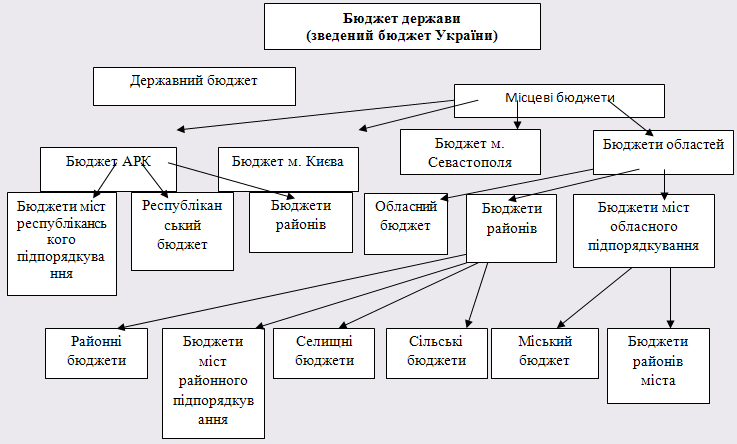 Бюджет держави
(зведений бюджет України)
Державний бюджет
Місцеві бюджети
Бюджет АРК
Бюджет м. Києва
Бюджет м.
Севастополя
Бюджети областей
Бюджети міст
республікансь
кого
підпорядкува
ння
Республікан
ський
бюджет
Бюджети
районів
Обласний
бюджет
Бюджети
районів
Бюджети міст
обласного
підпорядкування
Районні
бюджети
Бюджети
міст
районного
підпорядкув
ання
Селищні
бюджети
Сільські
бюджети
Міський
бюджет
Бюджети
районів
міста